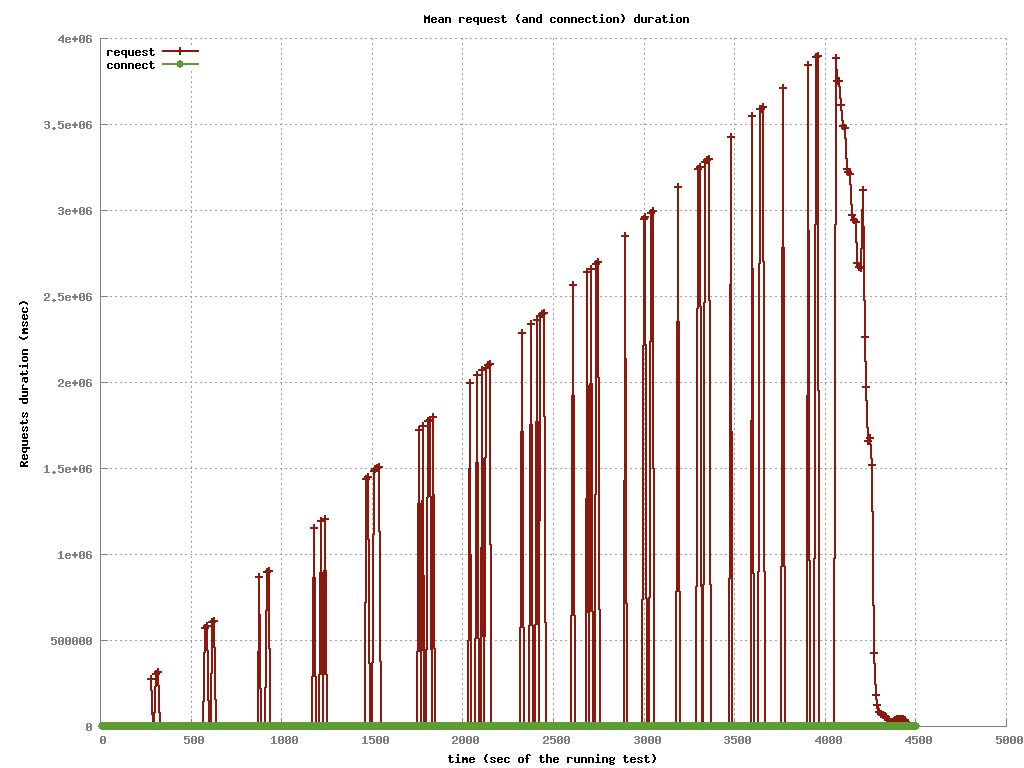 Mean request (and connection) duration
4e+06
3.5e+06
3e+06
2.5e+06
2e+06
1.5e+06
1e+06
500000
0
request
connect
Requests duration (msec)
0 500 1000 1500 2000 2500 3000 3500 4000 4500 5000
time (sec of the running test)